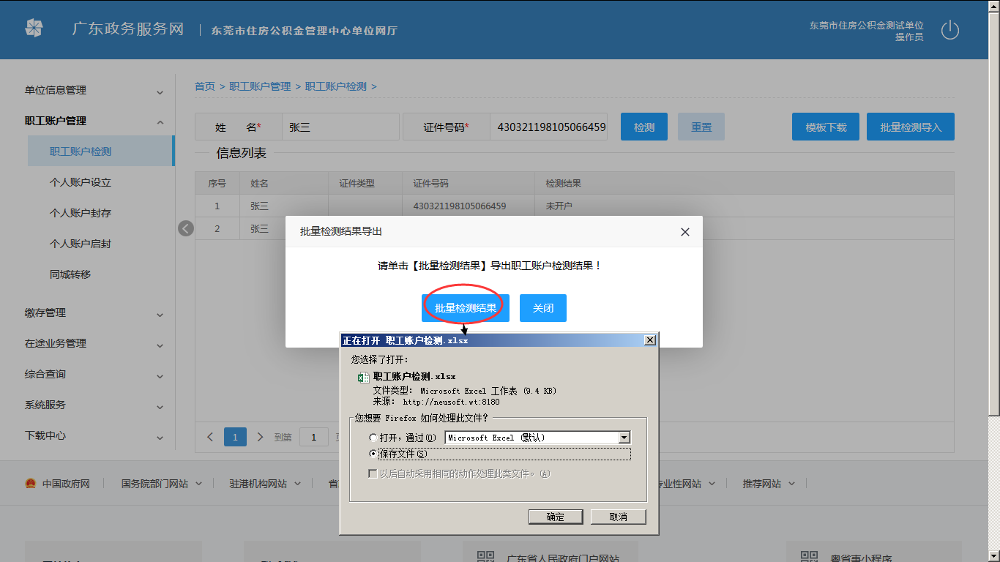 广东政务服务网
东莞市住房公积金管理中心单位网厅
东莞市住房公积金测试单位
操作员
单位信息管理
职工账户管理
职工账户检测
个人账户设立
个人账户封存
个人账户启封
同城转移
缴存管理
在途业务管理
综合查询
系统服务
下载中心
首页 > 职工账户管理 > 职工账户检测 >
姓 名* 张三 证件号码* 430321198105066459 检测 重置 模板下载 批量检测导入
信息列表
序号 姓名 证件类型 证件号码 检测结果
1 张三 430321198105066459 未开户
2 张三
批量检测结果导出
请单击【批量检测结果】导出职工账户检测结果！
批量检测结果 关闭
正在打开 职工账户检测.xlsx
您选择了打开:
职工账户检测.xlsx
文件类型: Microsoft Excel 工作表 (9.4 KB)
来源: http://neusoft.wt:8180
您想要 Firefox 如何处理此文件?
打开，通过(O) Microsoft Excel (默认)
保存文件(S)
以后自动采用相同的动作处理此类文件。(A)
确定 取消
1 到第 1
中国政府网 国务院部门网站 驻港机构网站 省 专业性网站 推荐网站
广东省人民政府门户网站 粤省事小程序